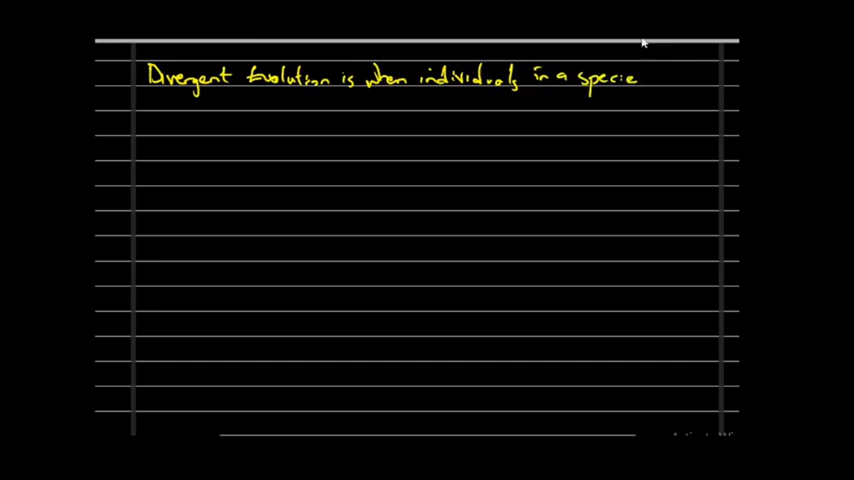 Divergent Evolution is when individuals in a specie